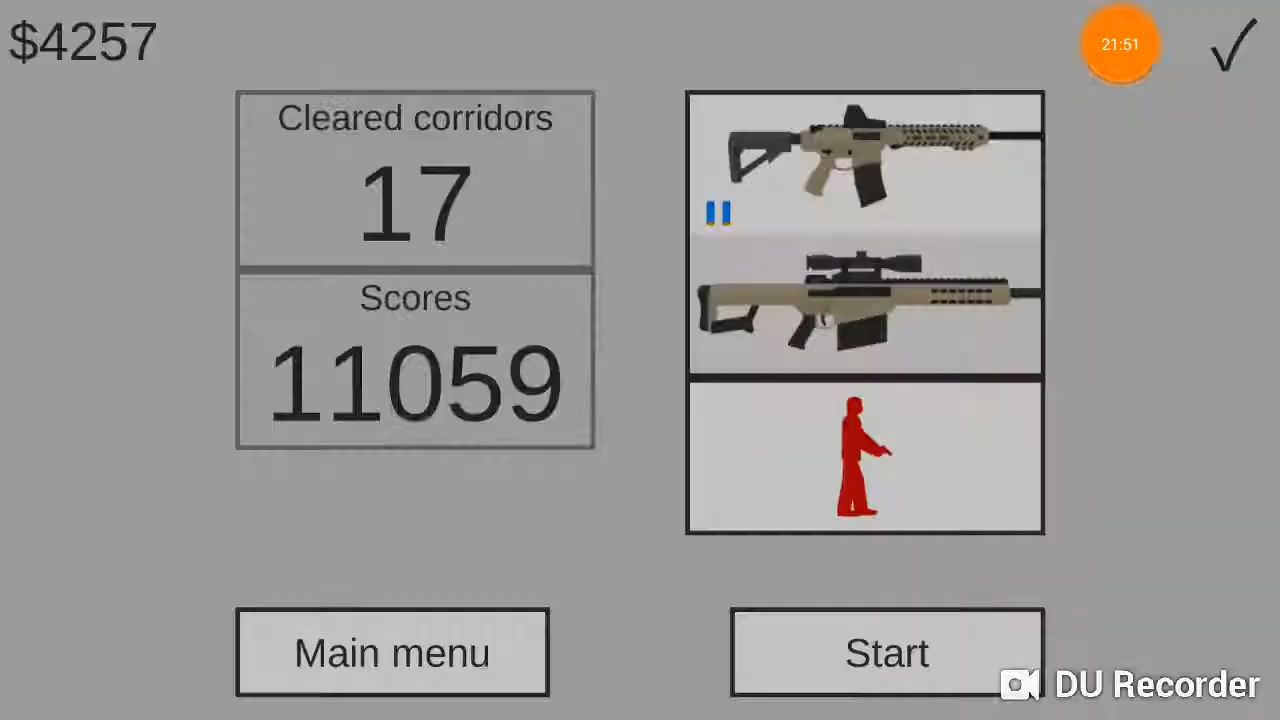 $4257
21:51
Cleared corridors
17
Scores
11059
Main menu
Start
DU Recorder